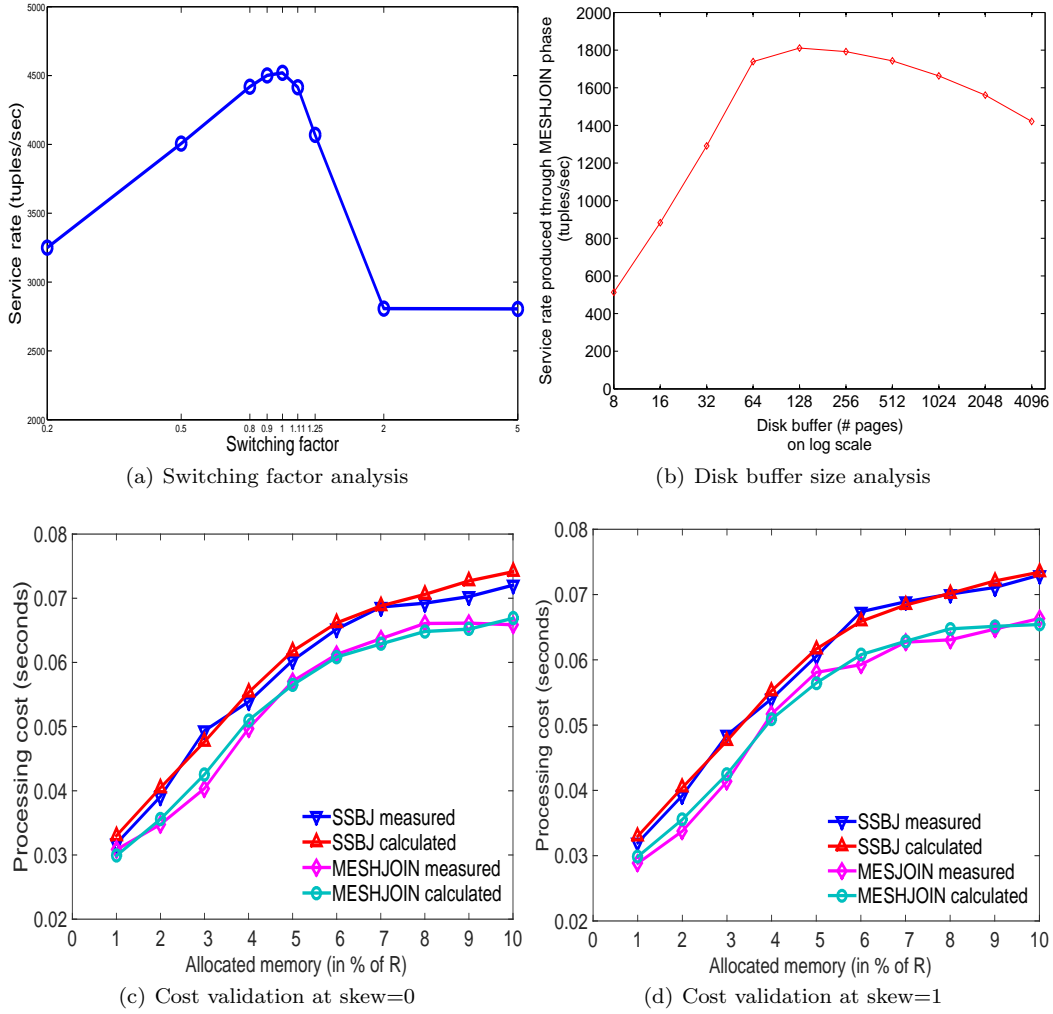 5000
4500
4000
3500
3000
2500
2000
Service rate (tuples/sec)
0.2 0.5 0.8 0.9 1 1.11 1.25 2 5
Switching factor
(a) Switching factor analysis
2000
1800
1600
1400
1200
1000
800
600
400
200
0
Service rate produced through MESHJOIN phase
(tuples/sec)
8 16 32 64 128 256 512 1024 2048 4096
Disk buffer (# pages)
on log scale
(b) Disk buffer size analysis
0.08
0.07
0.06
0.05
0.04
0.03
0.02
Processing cost (seconds)
SSBJ measured
SSBJ calculated
MESHJOIN measured
MESHJOIN calculated
0 1 2 3 4 5 6 7 8 9 10
Allocated memory (in % of R)
(c) Cost validation at skew=0
0.08
0.07
0.06
0.05
0.04
0.03
0.02
Processing cost (seconds)
SSBJ measured
SSBJ calculated
MESJOIN measured
MESHJOIN calculated
0 1 2 3 4 5 6 7 8 9 10
Allocated memory (in % of R)
(d) Cost validation at skew=1